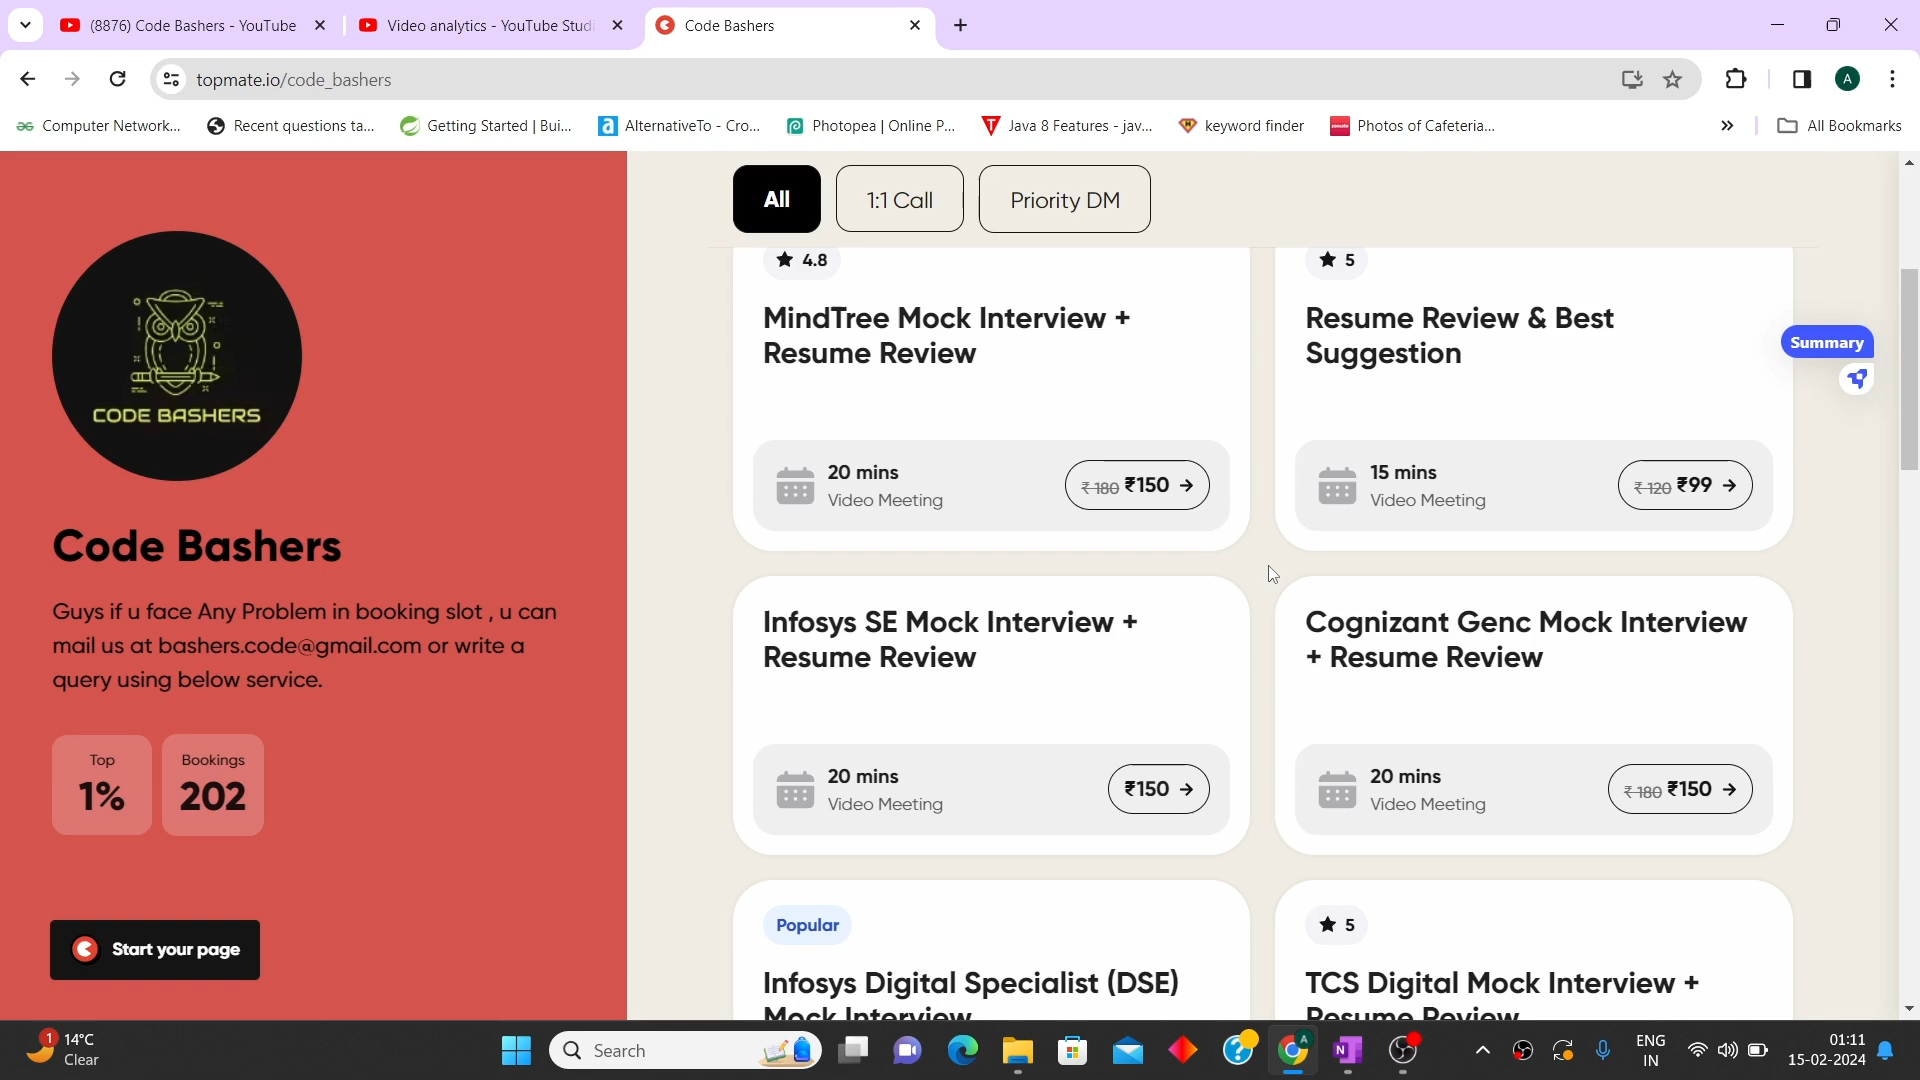 (8876) Code Bashers - YouTube
Video analytics - YouTube Studi
Code Bashers
topmate.io/code_bashers
A
Computer Network...
Recent questions ta...
Getting Started | Bui...
AlternativeTo - Cro...
Photopea | Online P...
Java 8 Features - jav...
keyword finder
Photos of Cafeteria...
All Bookmarks
CODE BASHERS
Code Bashers
Guys if u face Any Problem in booking slot , u can
mail us at bashers.code@gmail.com or write a
query using below service.
Top
1%
Bookings
202
Start your page
All
1:1 Call
Priority DM
4.8
MindTree Mock Interview +
Resume Review
20 mins
Video Meeting
₹ 180 ₹150
5
Resume Review & Best
Suggestion
15 mins
Video Meeting
₹ 120 ₹99
Summary
Infosys SE Mock Interview +
Resume Review
20 mins
Video Meeting
₹150
Cognizant Genc Mock Interview
+ Resume Review
20 mins
Video Meeting
₹ 180 ₹150
Popular
Infosys Digital Specialist (DSE)
Mock Interview
5
TCS Digital Mock Interview +
Resume Review
1
14°C
Clear
Search
ENG
IN
01:11
15-02-2024